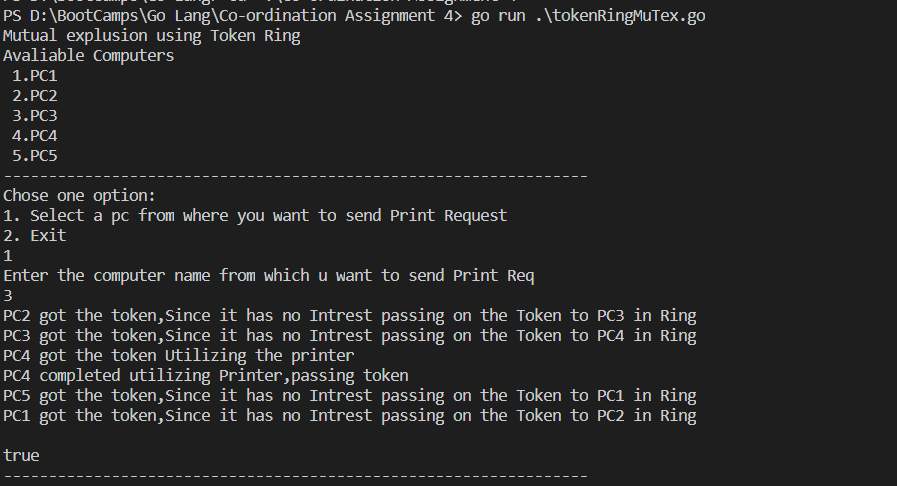 PS D:\BootCamps\Go Lang\Co-ordination Assignment 4> go run .\tokenRingMuTex.go
Mutual explusion using Token Ring
Avaliable Computers
1.PC1
2.PC2
3.PC3
4.PC4
5.PC5
-----------------------------------------------------------------
Chose one option:
1. Select a pc from where you want to send Print Request
2. Exit
1
Enter the computer name from which u want to send Print Req
3
PC2 got the token,Since it has no Intrest passing on the Token to PC3 in Ring
PC3 got the token,Since it has no Intrest passing on the Token to PC4 in Ring
PC4 got the token Utilizing the printer
PC4 completed utilizing Printer,passing token
PC5 got the token,Since it has no Intrest passing on the Token to PC1 in Ring
PC1 got the token,Since it has no Intrest passing on the Token to PC2 in Ring
true
-----------------------------------------------------------------